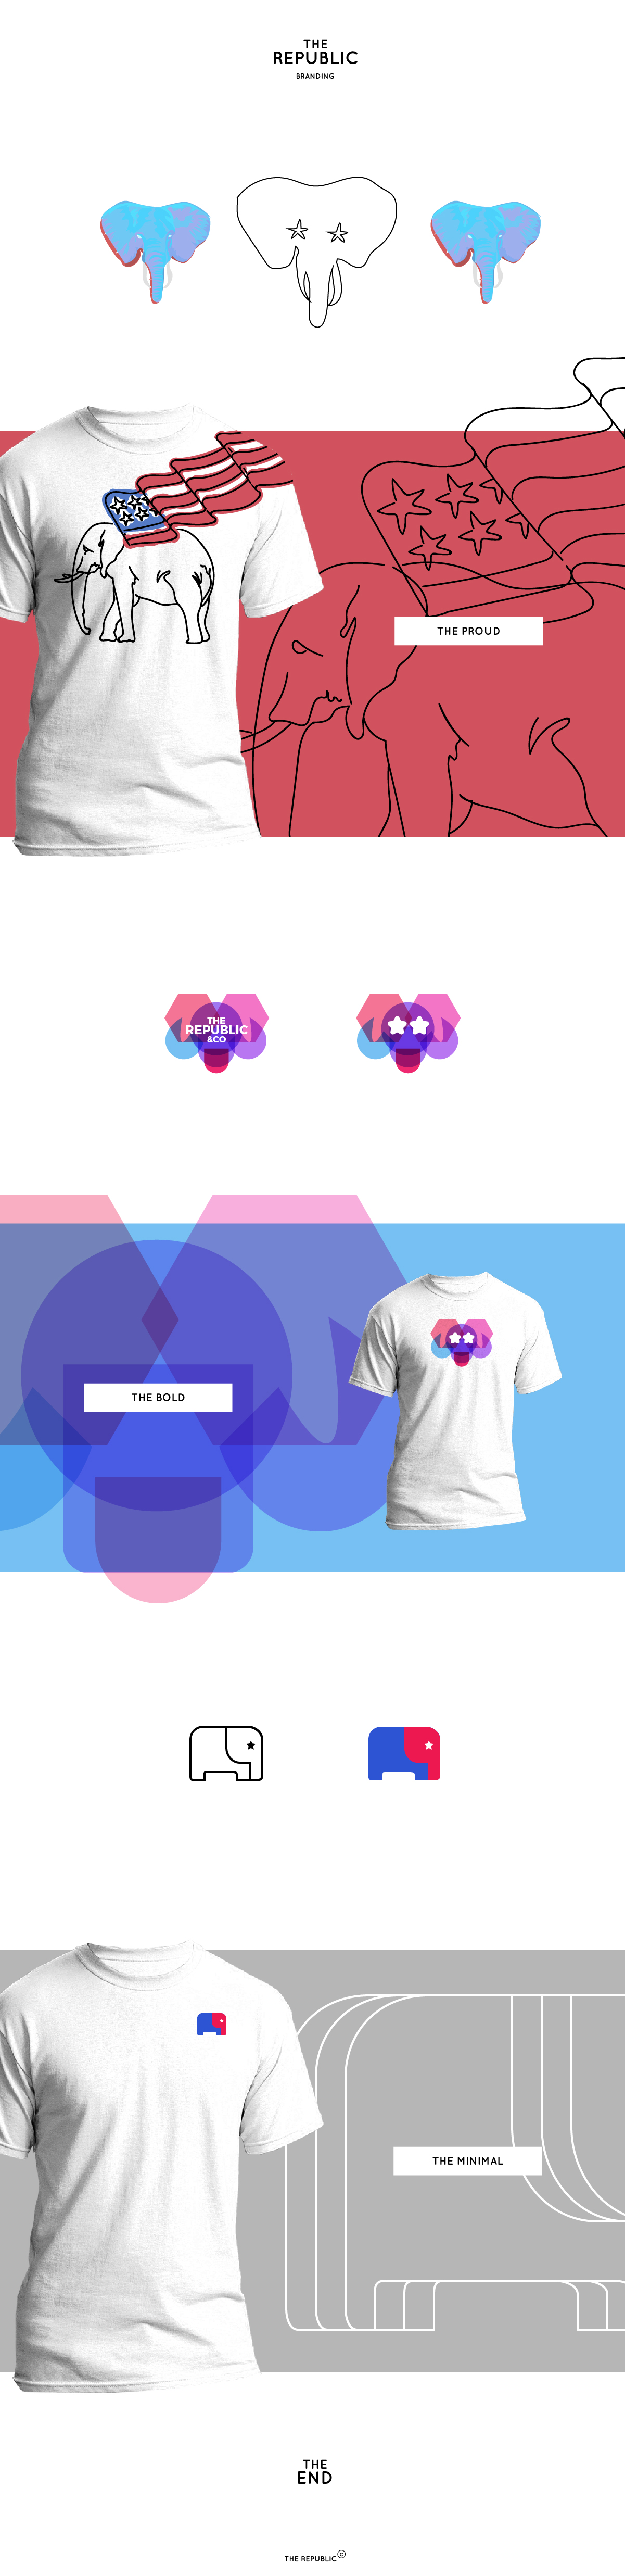 THE
REPUBLIC
BRANDING
THE PROUD
THE
REPUBLIC
&CO
THE BOLD
THE MINIMAL
THE
END
THE REPUBLIC©